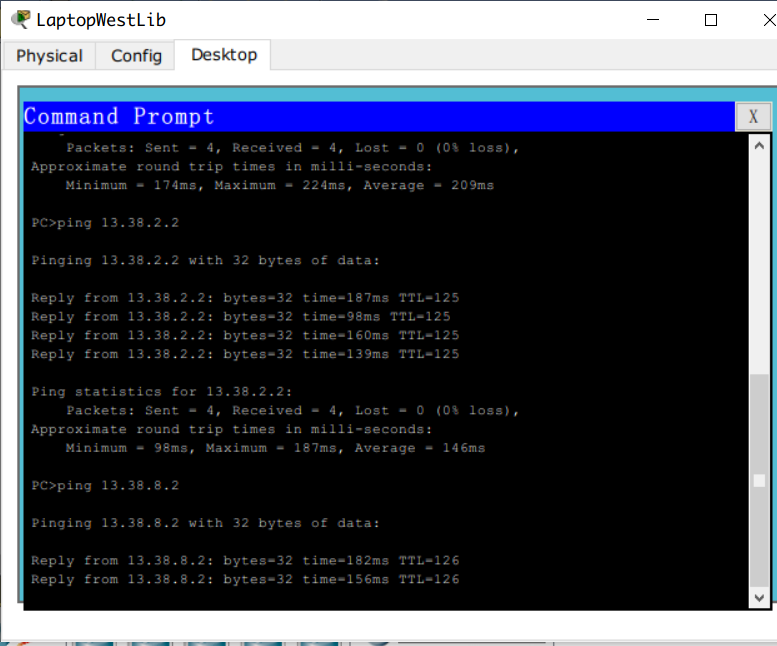 LaptopWestLib
Physical Config Desktop
Command Prompt X
Packets: Sent = 4, Received = 4, Lost = 0 (0% loss),
Approximate round trip times in milli-seconds:
Minimum = 174ms, Maximum = 224ms, Average = 209ms
PC>ping 13.38.2.2
Pinging 13.38.2.2 with 32 bytes of data:
Reply from 13.38.2.2: bytes=32 time=187ms TTL=125
Reply from 13.38.2.2: bytes=32 time=98ms TTL=125
Reply from 13.38.2.2: bytes=32 time=160ms TTL=125
Reply from 13.38.2.2: bytes=32 time=139ms TTL=125
Ping statistics for 13.38.2.2:
Packets: Sent = 4, Received = 4, Lost = 0 (0% loss),
Approximate round trip times in milli-seconds:
Minimum = 98ms, Maximum = 187ms, Average = 146ms
PC>ping 13.38.8.2
Pinging 13.38.8.2 with 32 bytes of data:
Reply from 13.38.8.2: bytes=32 time=182ms TTL=126
Reply from 13.38.8.2: bytes=32 time=156ms TTL=126